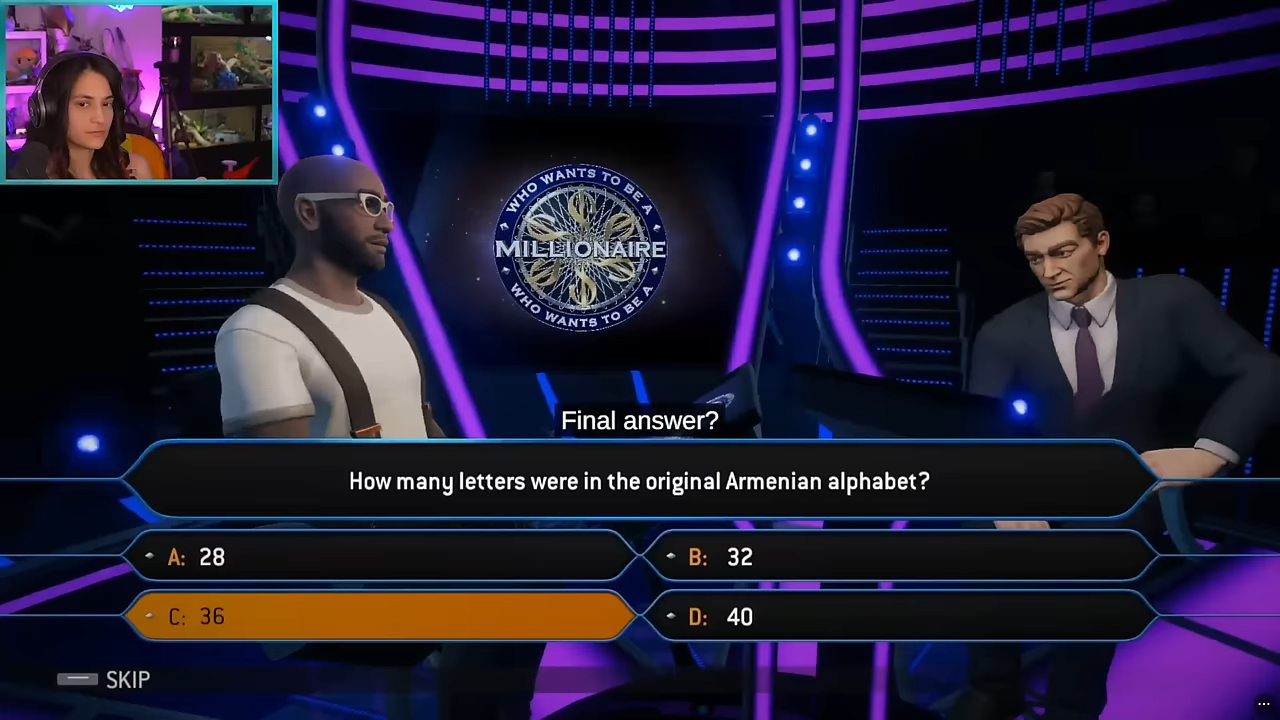 WHO WANTS TO BE A
MILLIONAIRE
WHO WANTS TO BE A
Final answer?
How many letters were in the original Armenian alphabet?
A: 28
B: 32
C: 36
D: 40
SKIP
...